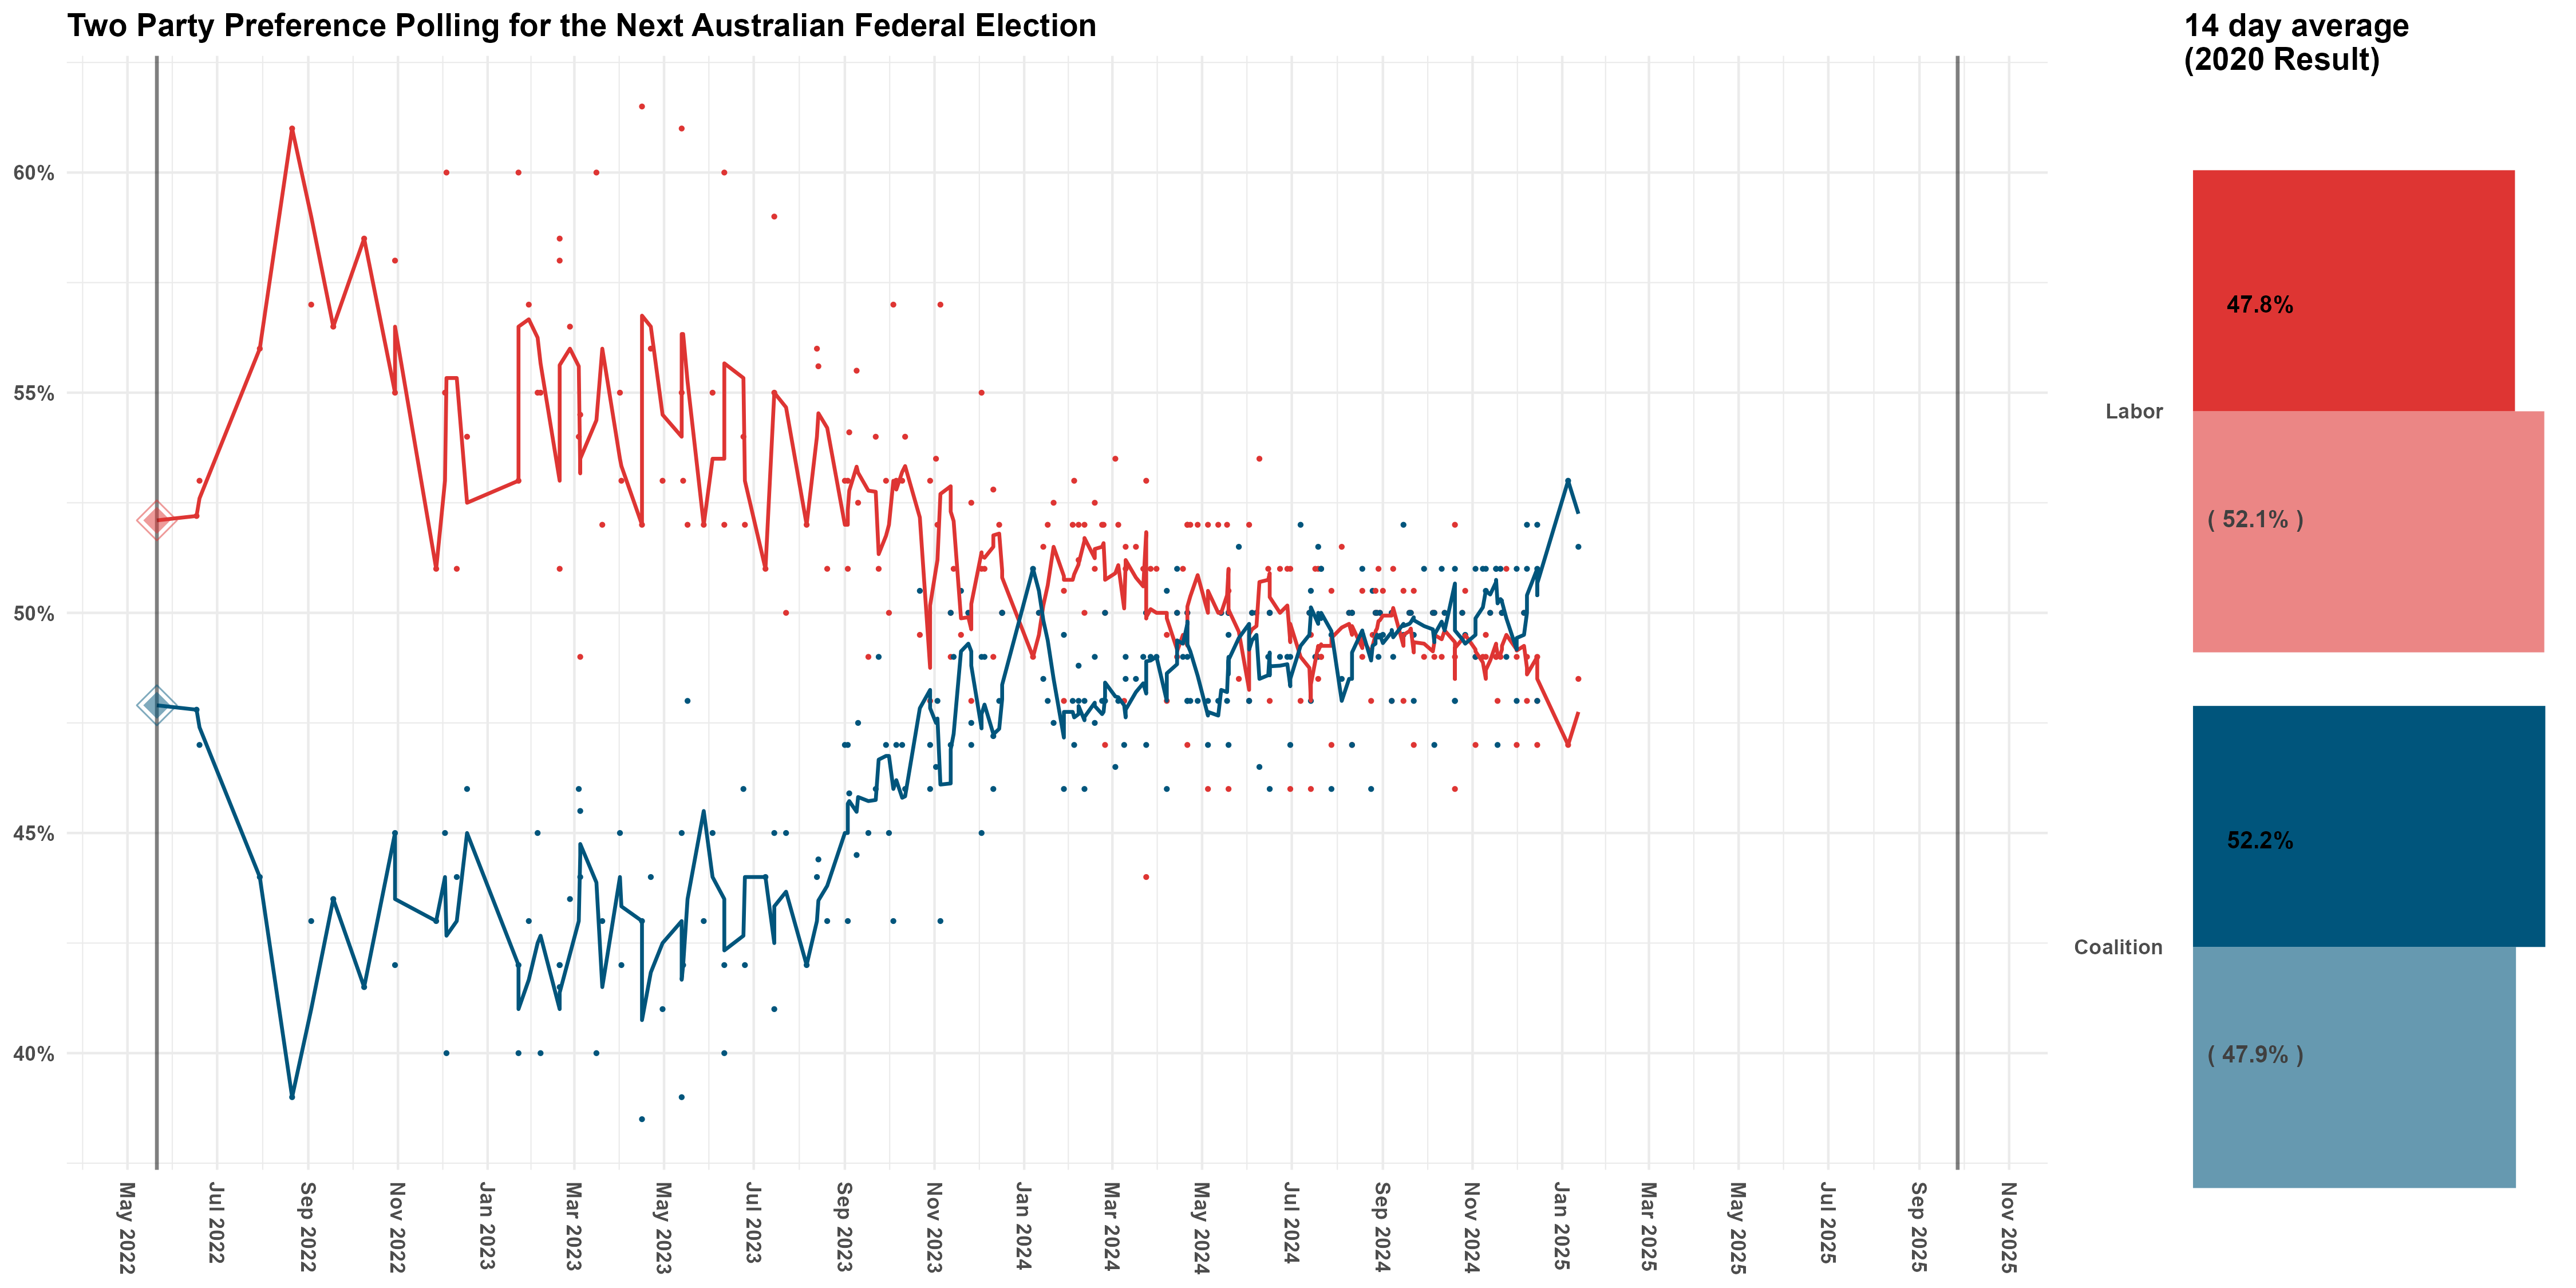 Two Party Preference Polling for the Next Australian Federal Election
14 day average
(2020 Result)
60%
55%
50%
45%
40%
May 2022
Jul 2022
Sep 2022
Nov 2022
Jan 2023
Mar 2023
May 2023
Jul 2023
Sep 2023
Nov 2023
Jan 2024
Mar 2024
May 2024
Jul 2024
Sep 2024
Nov 2024
Jan 2025
Mar 2025
May 2025
Jul 2025
Sep 2025
Nov 2025
Labor
47.8%
( 52.1% )
Coalition
52.2%
( 47.9% )